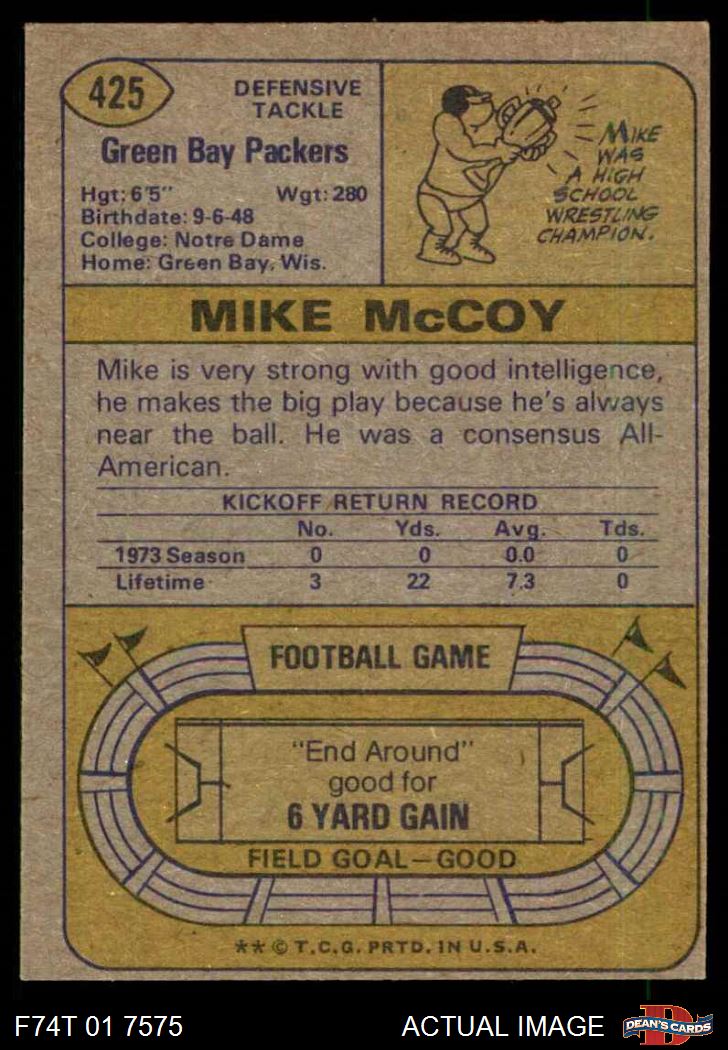 425
DEFENSIVE
TACKLE
Green Bay Packers
Hgt: 6'5" Wgt: 280
Birthdate: 9-6-48
College: Notre Dame
Home: Green Bay, Wis.
MIKE
WAS
A HIGH
SCHOOL
WRESTLING
CHAMPION.
MIKE McCOY
Mike is very strong with good intelligence,
he makes the big play because he's always
near the ball. He was a consensus All-
American.
KICKOFF RETURN RECORD
No. Yds. Avg. Tds.
1973 Season 0 0 0.0 0
Lifetime 3 22 7.3 0
FOOTBALL GAME
"End Around"
good for
6 YARD GAIN
FIELD GOAL—GOOD
** © T.C.G. PRTD. IN U.S.A.
F74T 01 7575 ACTUAL IMAGE
D
DEAN'S CARDS